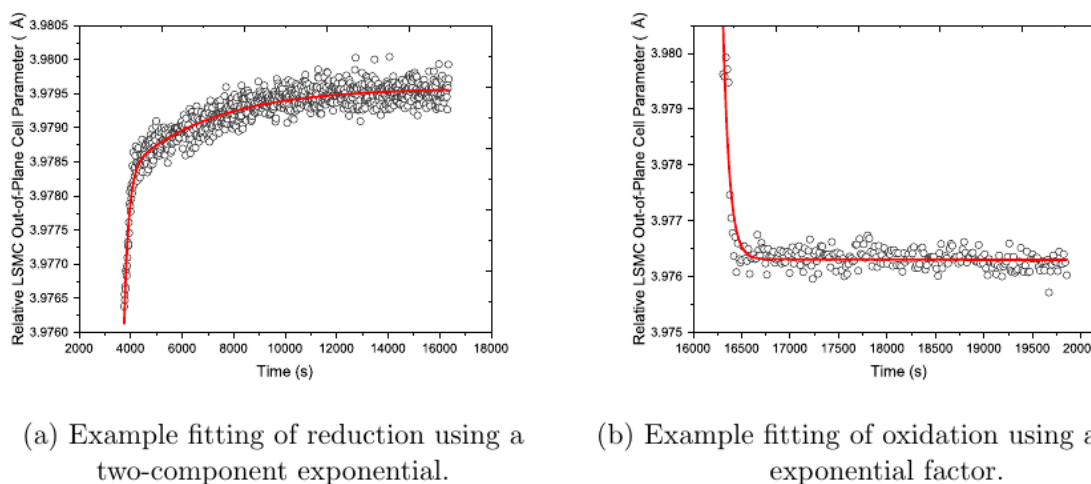 Relative LSMC Out-of-Plane Cell Parameter ( Å)
3.9805
3.9800
3.9795
3.9790
3.9785
3.9780
3.9775
3.9770
3.9765
3.9760
2000 4000 6000 8000 10000 12000 14000 16000 18000
Time (s)
Relative LSMC Out-of-Plane Cell Parameter ( Å)
3.980
3.979
3.978
3.977
3.976
3.975
16000 16500 17000 17500 18000 18500 19000 19500 2000
Time (s)
(a) Example fitting of reduction using a
two-component exponential.
(b) Example fitting of oxidation using a
exponential factor.